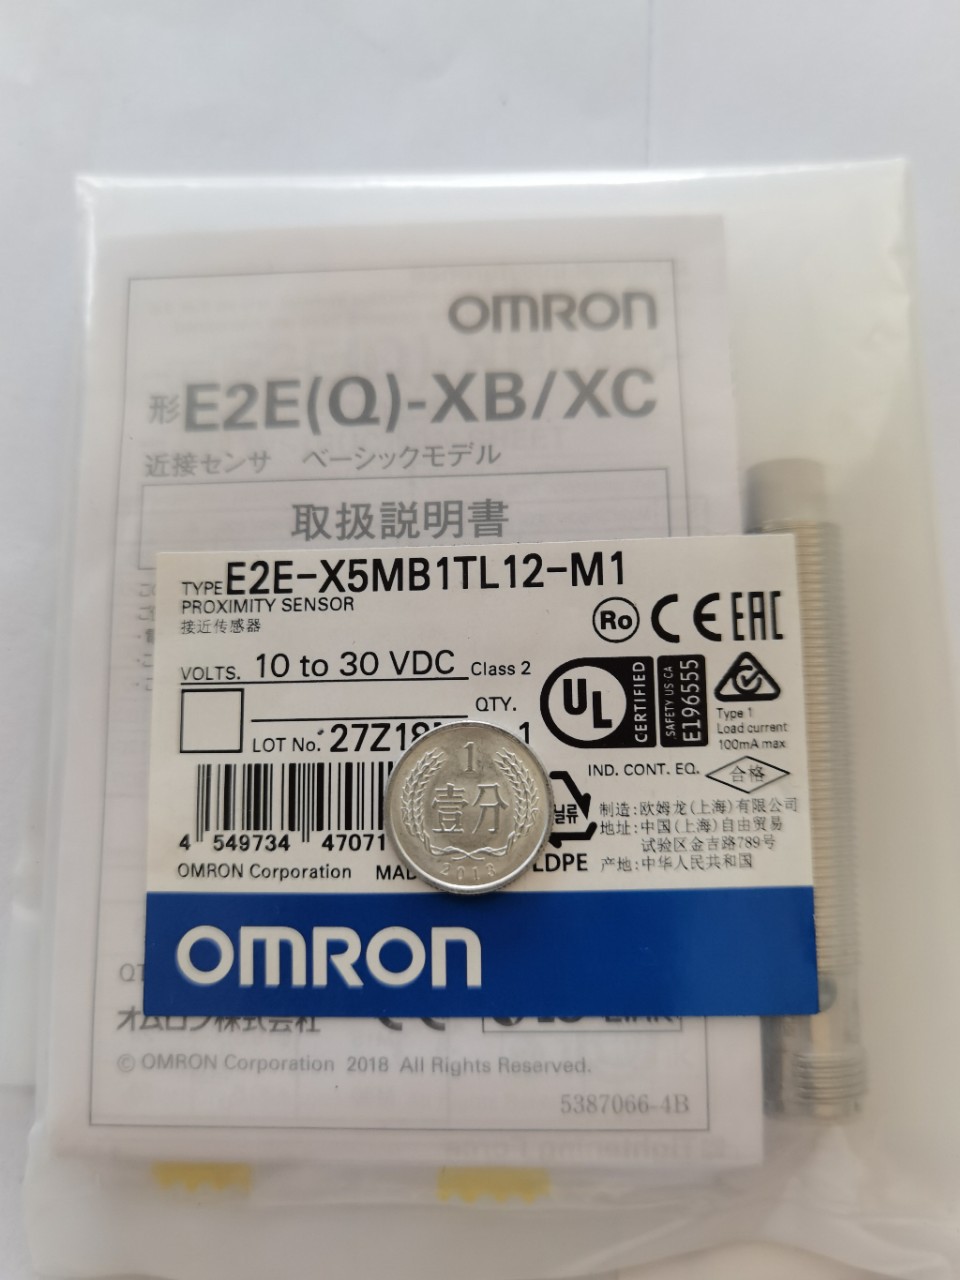 OMRON
形E2E(Q)-XB/XC
近接センサ ベーシックモデル
取扱説明書
TYPE E2E-X5MB1TL12-M1
PROXIMITY SENSOR
接近传感器
Ro CE EAC
VOLTS. 10 to 30 VDC Class 2
QTY.
LOT No. 27Z18 1
UL CERTIFIED
SAFETY US CA
E196555
Type 1
Load current
100mA max
IND. CONT. EQ.
合格
4 549734 47071
OMRON Corporation
LDPE
制造:欧姆龙(上海)有限公司
地址:中国(上海)自由贸易
试验区金吉路789号
产地:中华人民共和国
1
壹分
2018
OMRON
オムロン株式会社
© OMRON Corporation 2018 All Rights Reserved.
5387066-4B